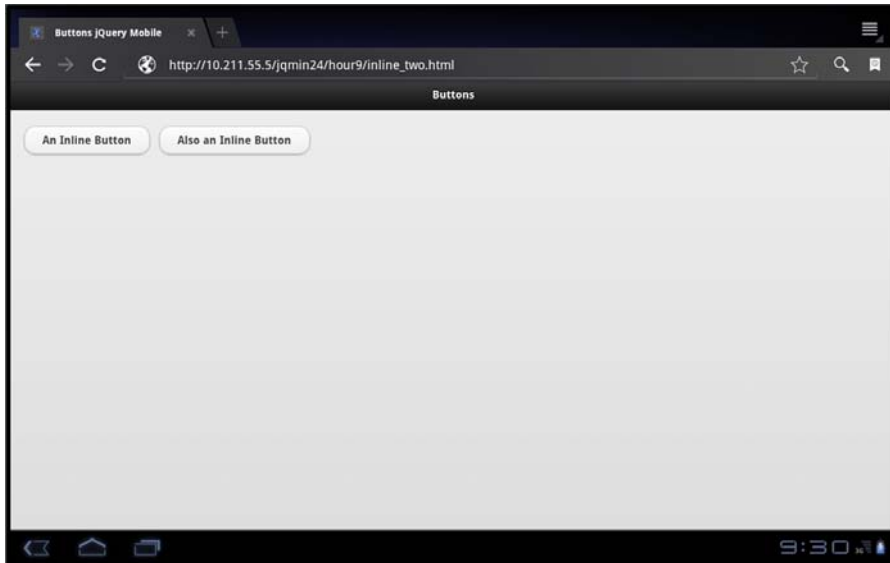 Buttons jQuery Mobile
http://10.211.55.5/jqmin24/hour9/inline_two.html
Buttons
An Inline Button Also an Inline Button
9:30 3G